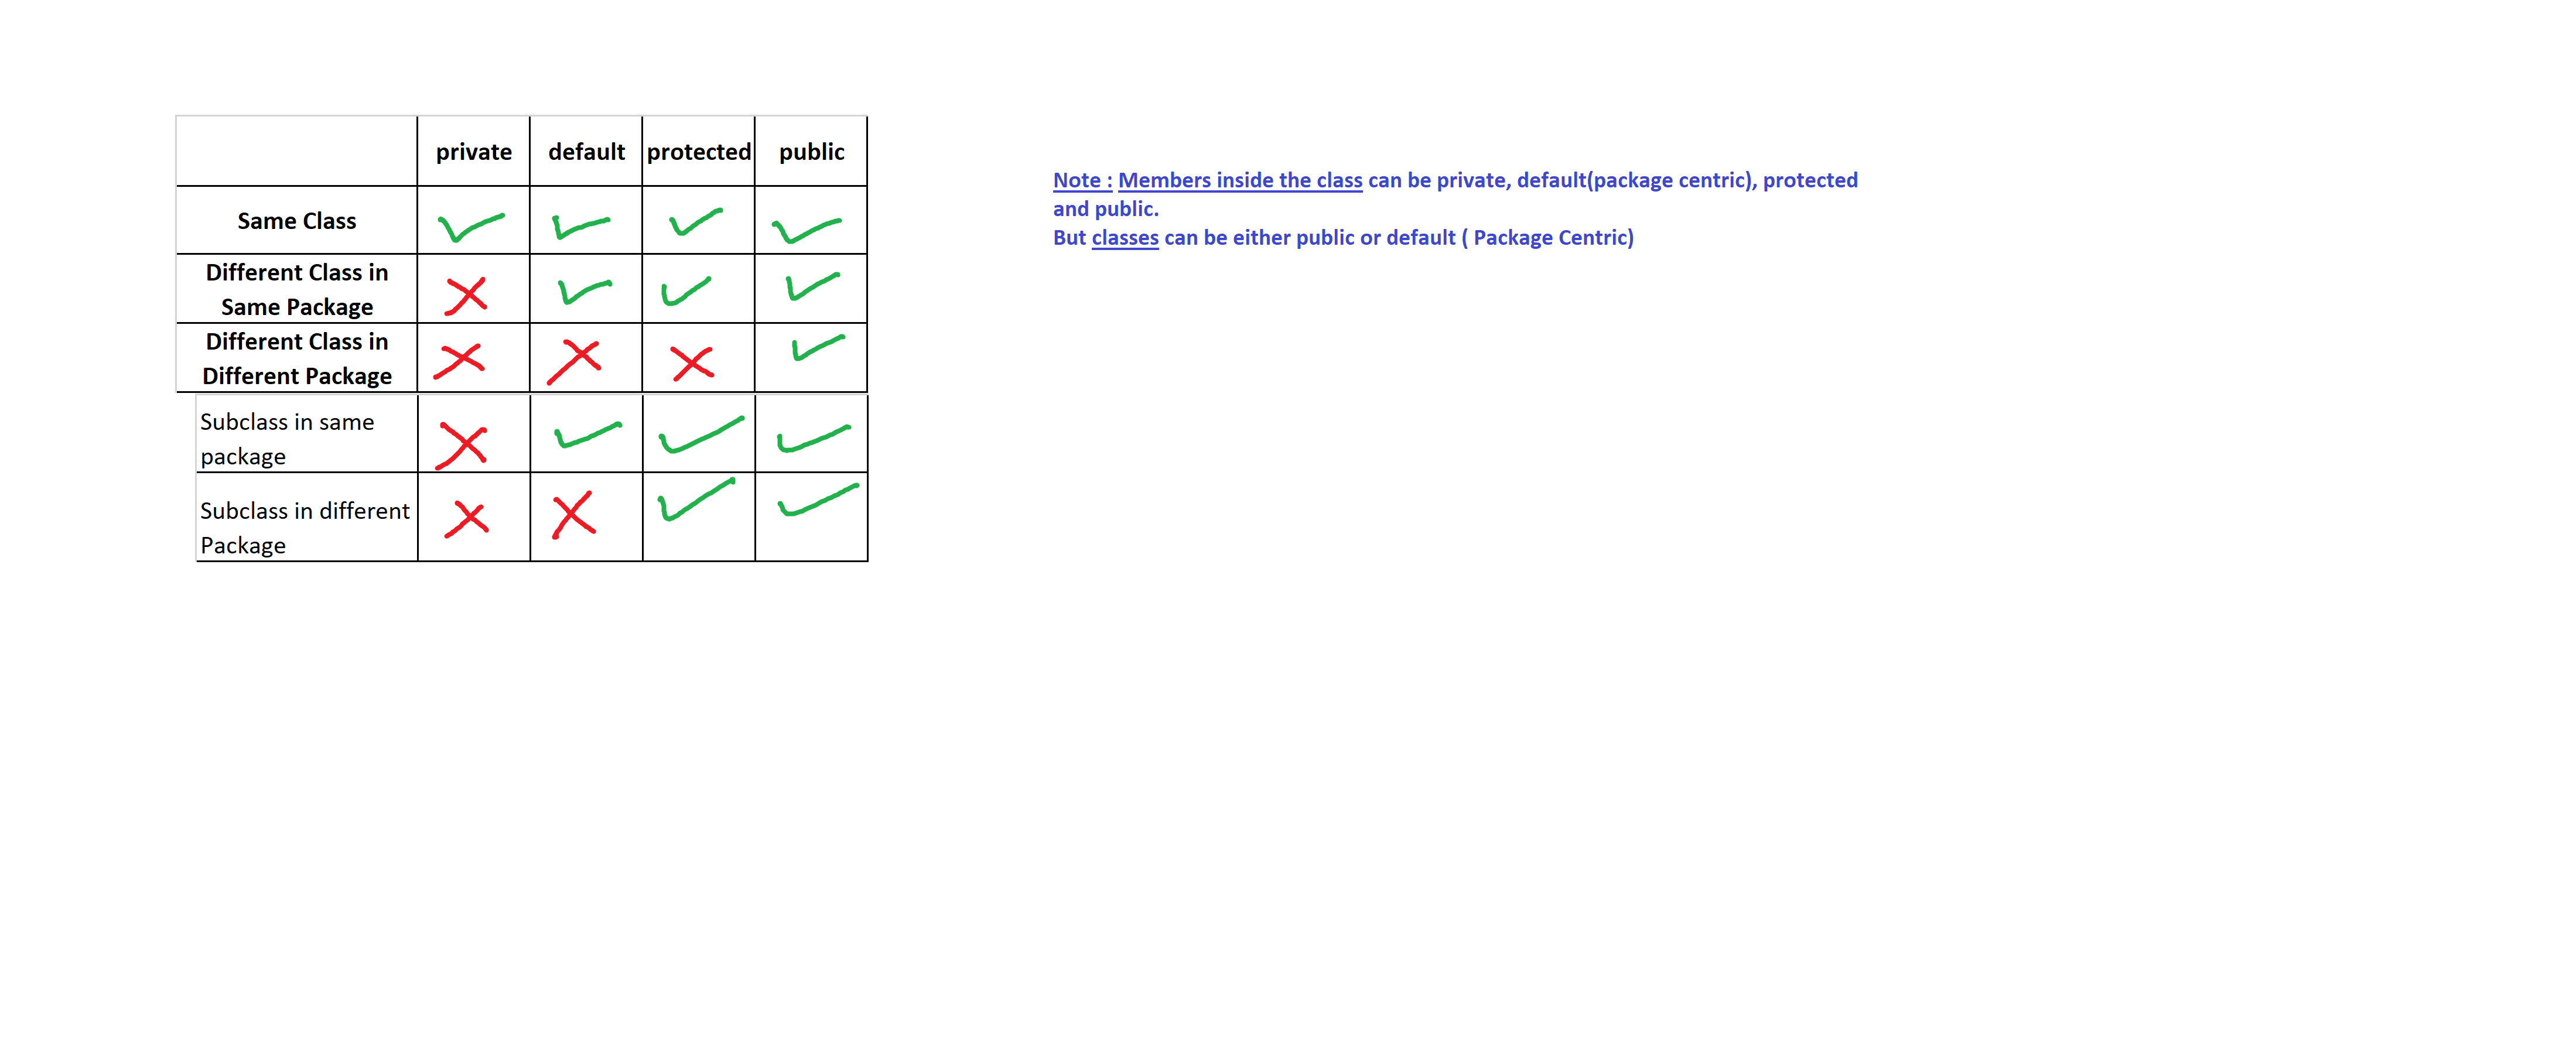 private default protected public
Same Class
Different Class in
Same Package
Different Class in
Different Package
Subclass in same
package
Subclass in different
Package
Note : Members inside the class can be private, default(package centric), protected
and public.
But classes can be either public or default ( Package Centric)